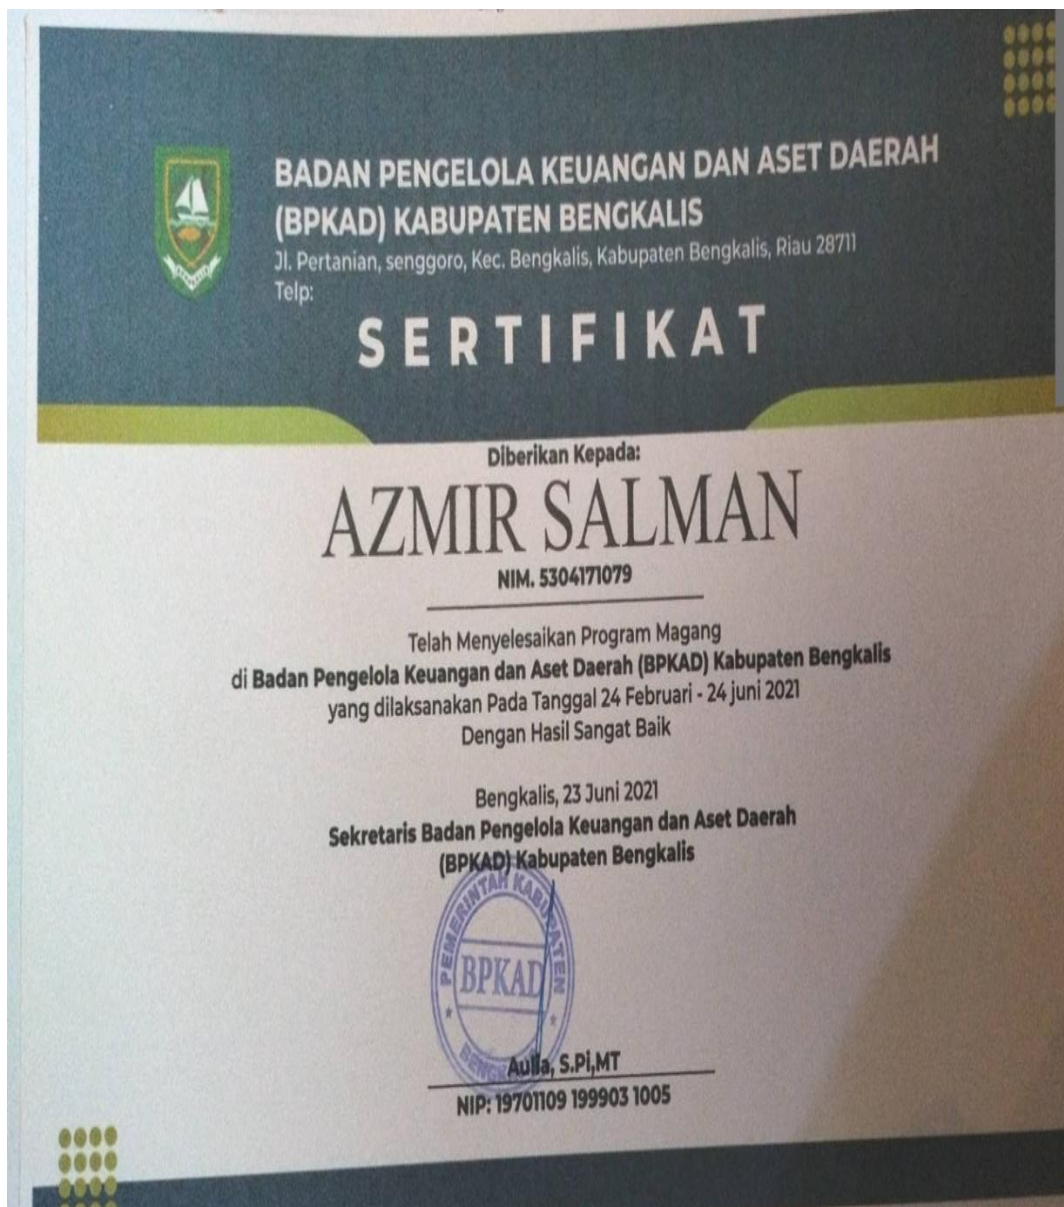 BADAN PENGELOLA KEUANGAN DAN ASET DAERAH
(BPKAD) KABUPATEN BENGKALIS
Jl. Pertanian, senggoro, Kec. Bengkalis, Kabupaten Bengkalis, Riau 28711
Telp:
SERTIFIKAT
Diberikan Kepada:
AZMIR SALMAN
NIM. 5304171079
Telah Menyelesaikan Program Magang
di Badan Pengelola Keuangan dan Aset Daerah (BPKAD) Kabupaten Bengkalis
yang dilaksanakan Pada Tanggal 24 Februari - 24 juni 2021
Dengan Hasil Sangat Baik
Bengkalis, 23 Juni 2021
Sekretaris Badan Pengelola Keuangan dan Aset Daerah
(BPKAD) Kabupaten Bengkalis
PEMERINTAH KABUPATEN
BPKAD
Aulia, S.Pi,MT
NIP: 19701109 199903 1005